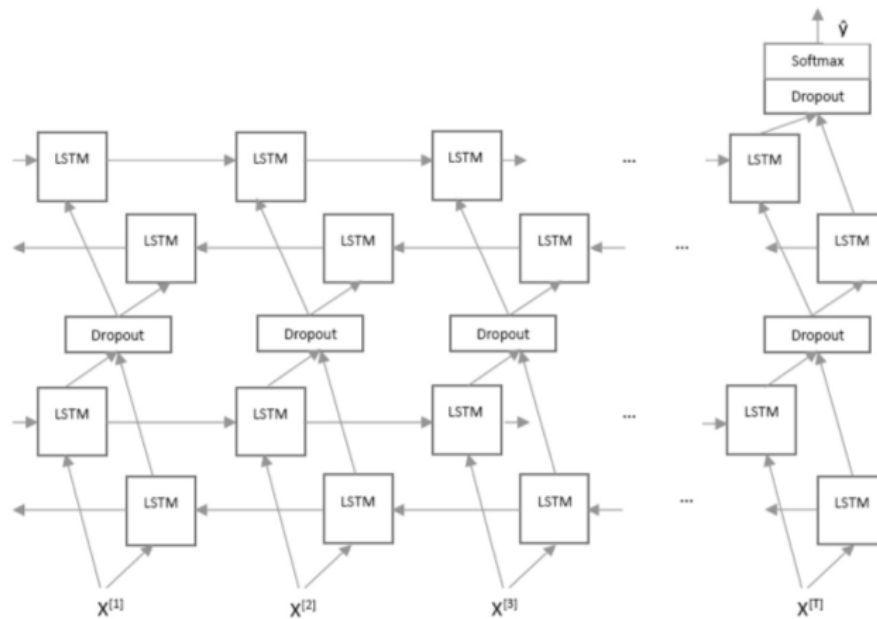 ŷ
Softmax
Dropout
LSTM LSTM LSTM ... LSTM
LSTM LSTM LSTM ... LSTM
Dropout Dropout Dropout Dropout
LSTM LSTM LSTM ... LSTM
LSTM LSTM LSTM ... LSTM
X[1] X[2] X[3] X[T]